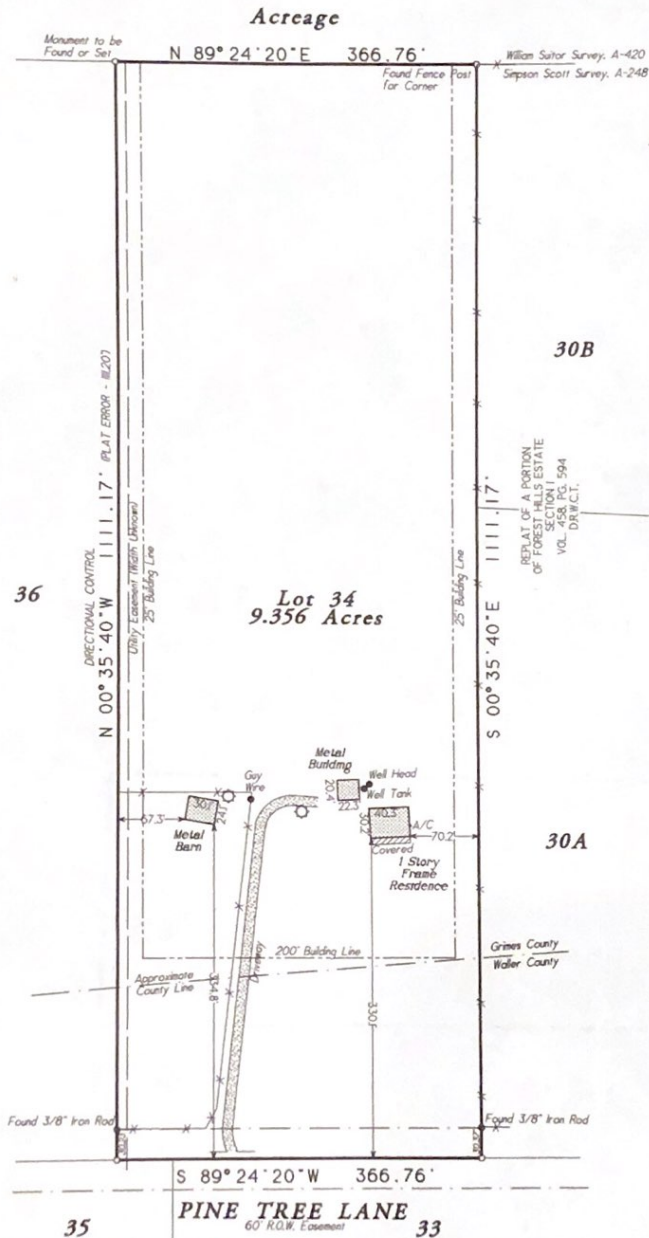 Acreage
Monument to be
Found or Set
N 89°24'20"E 366.76'
Found Fence Post
for Corner
William Suitor Survey, A-420
Simpson Scott Survey, A-248
30B
REPLAT OF A PORTION
OF FOREST HILLS ESTATE
SECTION I
VOL. 458, PG. 594
D.R.W.C.T.
36
DIRECTIONAL CONTROL
N 00°35'40"W 1111.17'
Utility Easement (Width Unknown)
25' Building Line
Lot 34
9.356 Acres
25' Building Line
S 00°35'40"E 1111.17'
Metal
Building
20.4'
22.3'
Well Head
Well Tank
Guy
Wire
30.1'
24.1'
67.3'
Metal
Barn
40.3'
30.2'
A/C
70.2'
Covered
1 Story
Frame
Residence
30A
200' Building Line
Grimes County
Waller County
Approximate
County Line
334.8'
Driveway
330.1'
Found 3/8" Iron Rod
Found 3/8" Iron Rod
S 89°24'20"W 366.76'
PINE TREE LANE
60' R.O.W. Easement
35
33